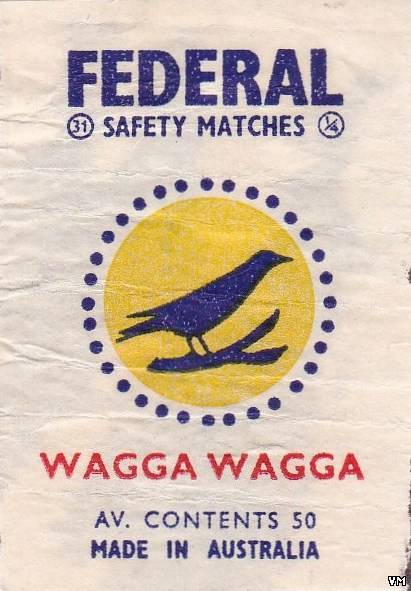 FEDERAL
31 SAFETY MATCHES ¼
WAGGA WAGGA
AV. CONTENTS 50
MADE IN AUSTRALIA
VM